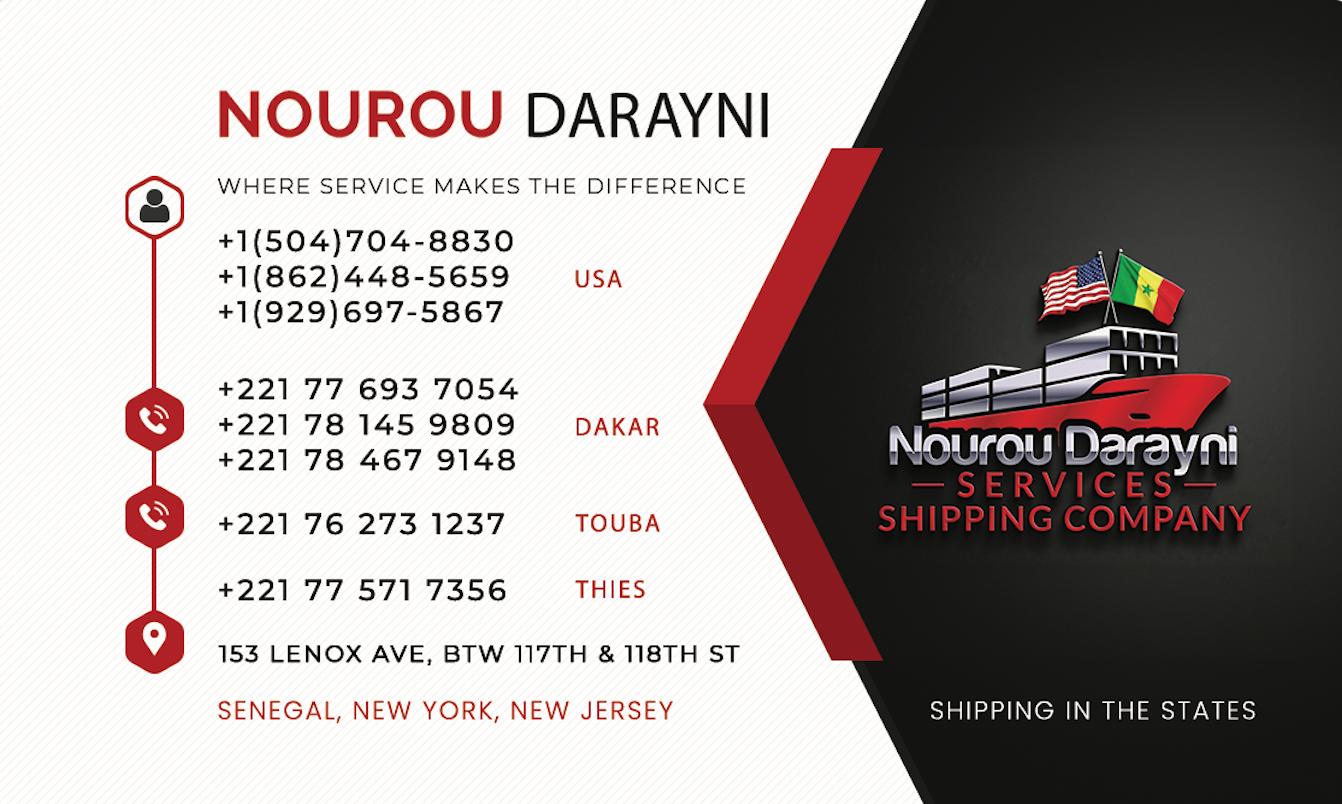 NOUROU DARAYNI
WHERE SERVICE MAKES THE DIFFERENCE
+1(504)704-8830
+1(862)448-5659
USA
+1(929)697-5867
+221 77 693 7054
+221 78 145 9809
DAKAR
+221 78 467 9148
+221 76 273 1237
TOUBA
+221 77 571 7356
THIES
153 LENOX AVE, BTW 117TH & 118TH ST
SENEGAL, NEW YORK, NEW JERSEY
Nourou Darayni
SERVICES
SHIPPING COMPANY
SHIPPING IN THE STATES